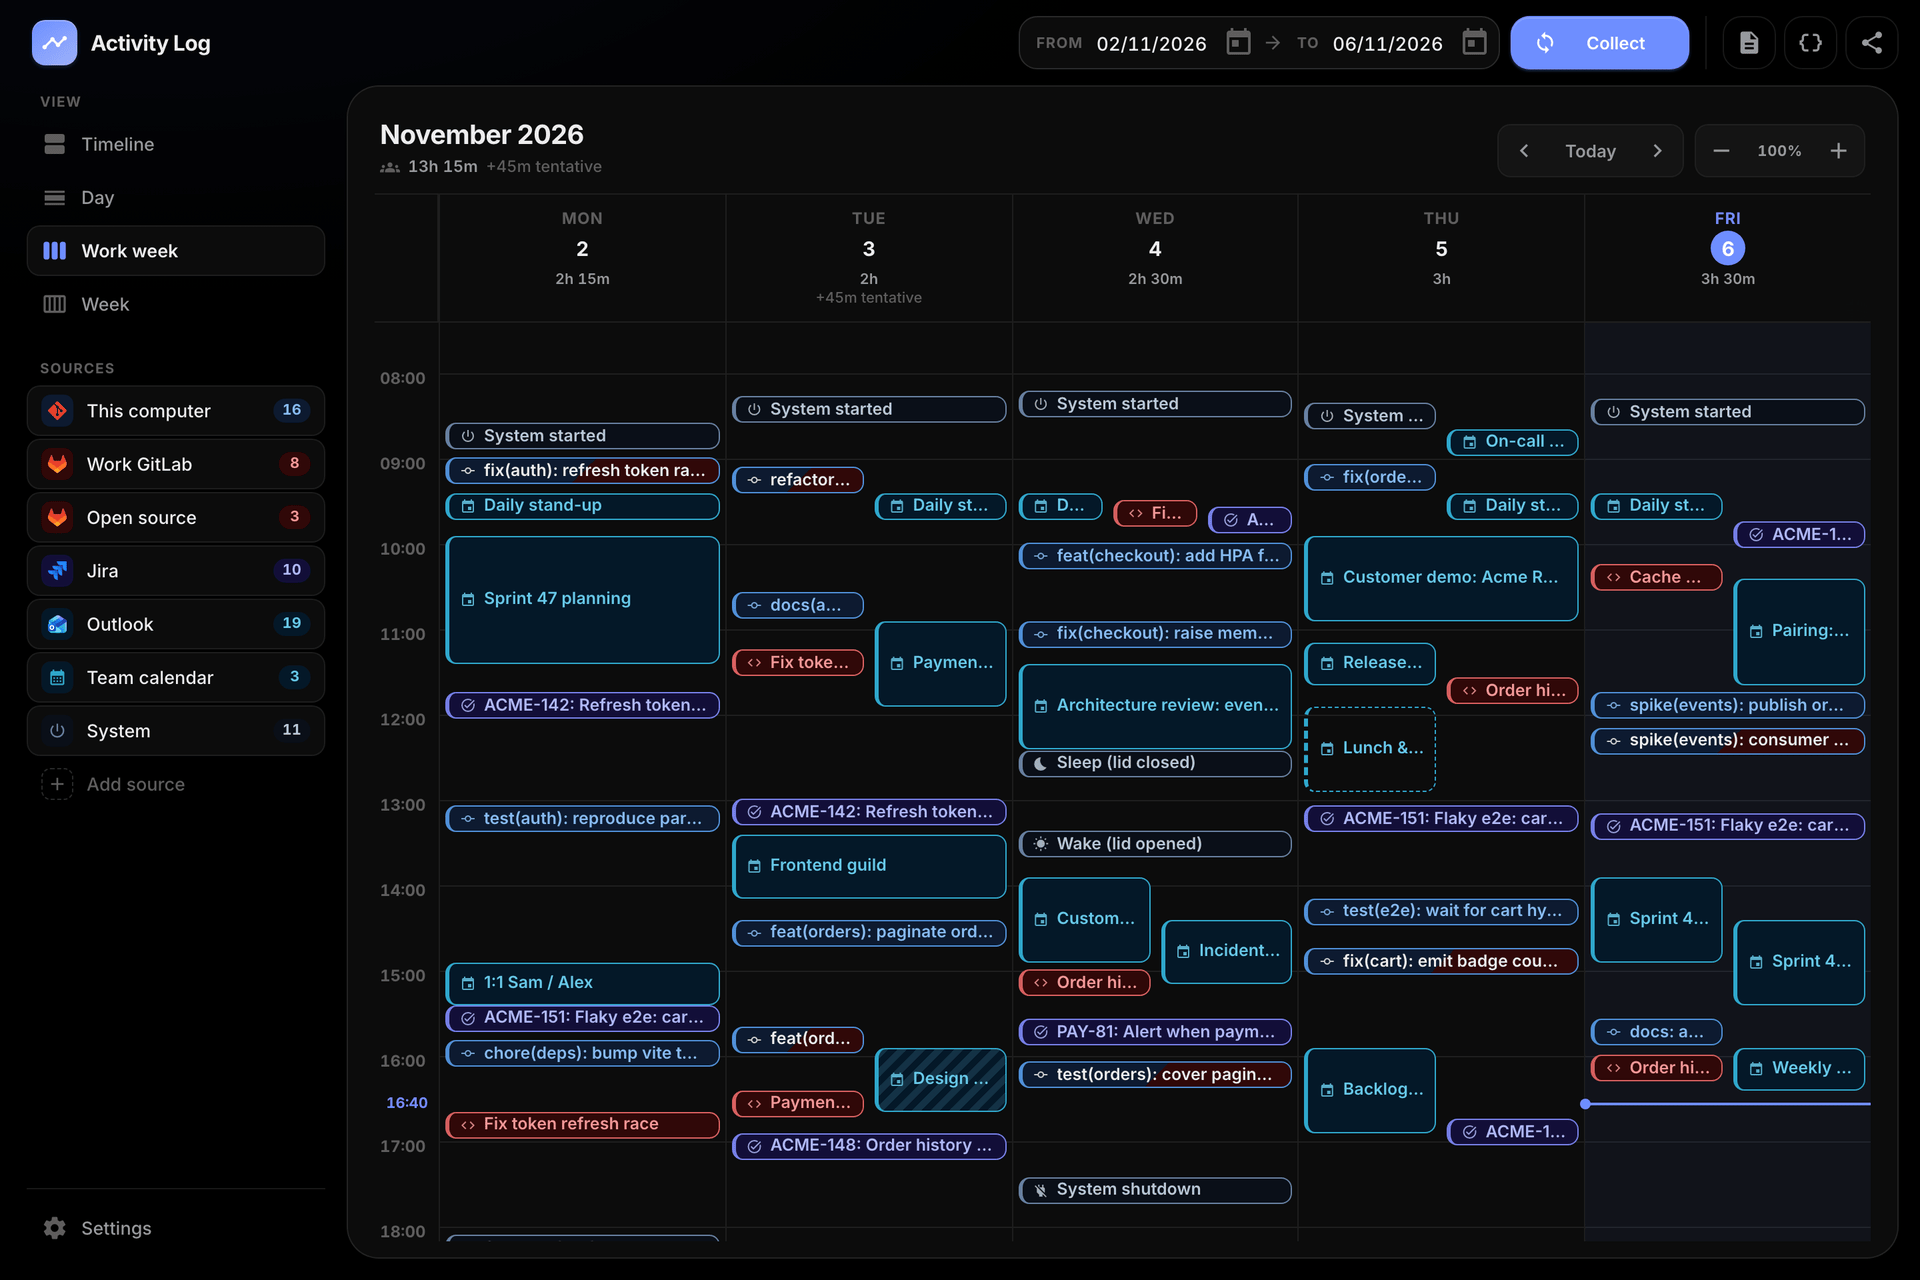 Activity Log
FROM 02/11/2026 TO 06/11/2026
Collect
VIEW
Timeline
Day
Work week
Week
SOURCES
This computer 16
Work GitLab 8
Open source 3
Jira 10
Outlook 19
Team calendar 3
System 11
Add source
Settings
November 2026
13h 15m +45m tentative
Today
100%
MON
2
2h 15m
TUE
3
2h
+45m tentative
WED
4
2h 30m
THU
5
3h
FRI
6
3h 30m
08:00
09:00
10:00
11:00
12:00
13:00
14:00
15:00
16:00
16:40
17:00
18:00
System started
fix(auth): refresh token ra...
Daily stand-up
Sprint 47 planning
ACME-142: Refresh token...
test(auth): reproduce par...
1:1 Sam / Alex
ACME-151: Flaky e2e: car...
chore(deps): bump vite t...
Fix token refresh race
System started
refactor...
Daily st...
docs(a...
Fix toke...
Paymen...
ACME-142: Refresh token...
Frontend guild
feat(orders): paginate ord...
feat(ord...
Design ...
Paymen...
ACME-148: Order history ...
System started
D...
Fi...
A...
feat(checkout): add HPA f...
fix(checkout): raise mem...
Architecture review: even...
Sleep (lid closed)
Wake (lid opened)
Custom...
Incident...
Order hi...
PAY-81: Alert when paym...
test(orders): cover pagin...
System shutdown
System ...
On-call ...
fix(orde...
Daily st...
Customer demo: Acme R...
Release...
Order hi...
Lunch &...
ACME-151: Flaky e2e: car...
test(e2e): wait for cart hy...
fix(cart): emit badge cou...
Backlog...
ACME-1...
System started
Daily st...
ACME-1...
Cache ...
Pairing:...
spike(events): publish or...
spike(events): consumer ...
ACME-151: Flaky e2e: car...
Sprint 4...
Sprint 4...
docs: a...
Order hi...
Weekly ...